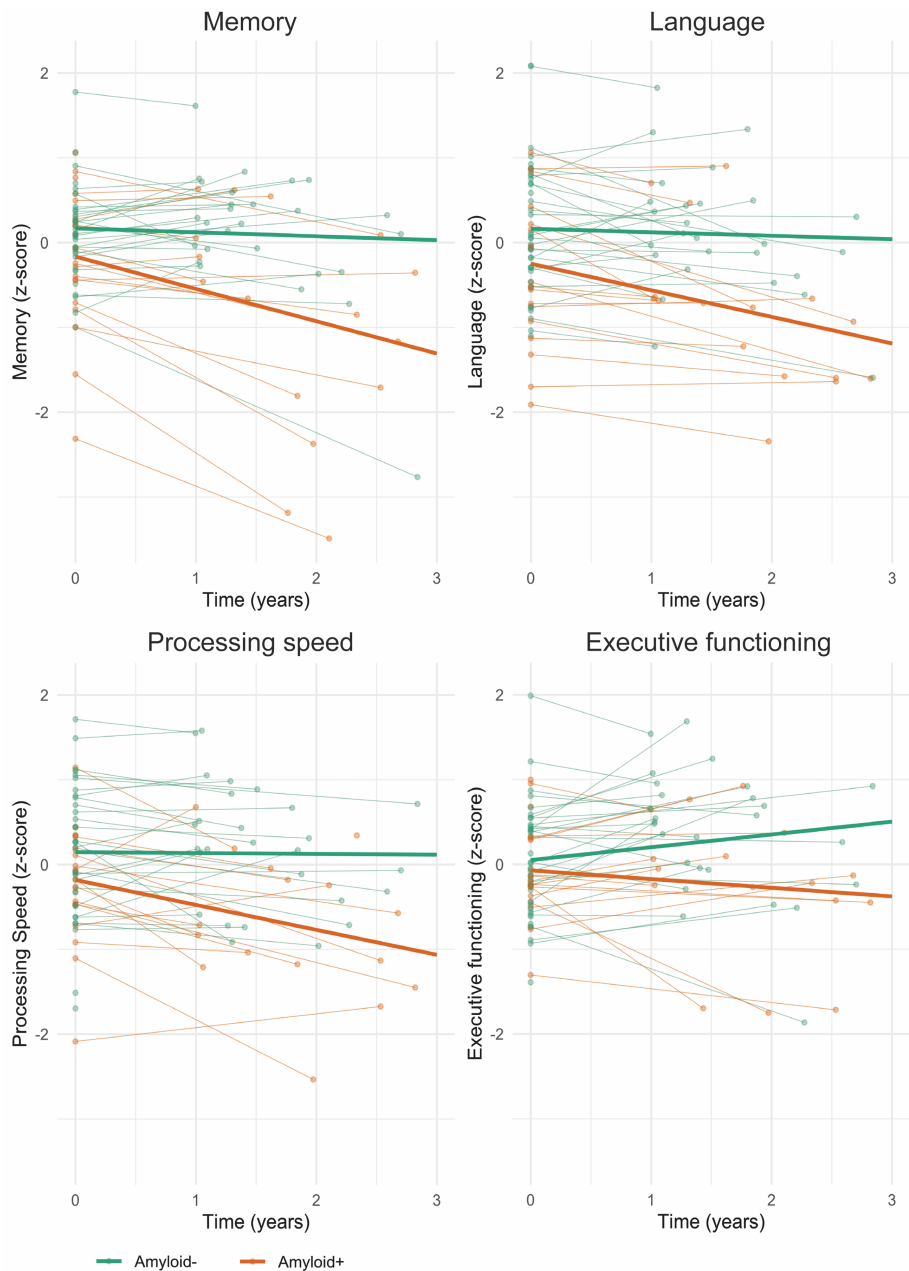 Memory
Language
2
0
-2
Memory (z-score)
0
1
2
3
Time (years)
2
0
-2
Language (z-score)
0
1
2
3
Time (years)
Processing speed
Executive functioning
2
0
-2
Processing Speed (z-score)
0
1
2
3
Time (years)
2
0
-2
Executive functioning (z-score)
0
1
2
3
Time (years)
Amyloid-
Amyloid+